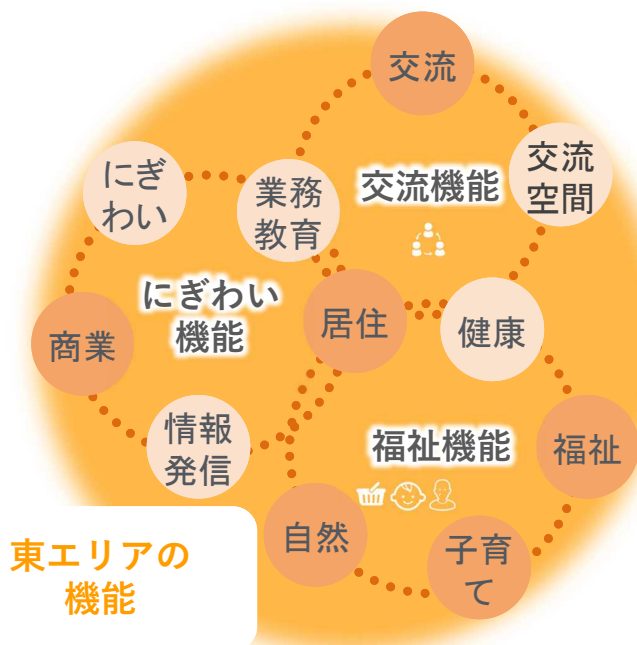 交流
にぎ
わい
業務
教育
交流機能
交流
空間
にぎわい
機能
商業
居住
健康
情報
発信
福祉機能
福祉
自然
子育
て
東エリアの
機能